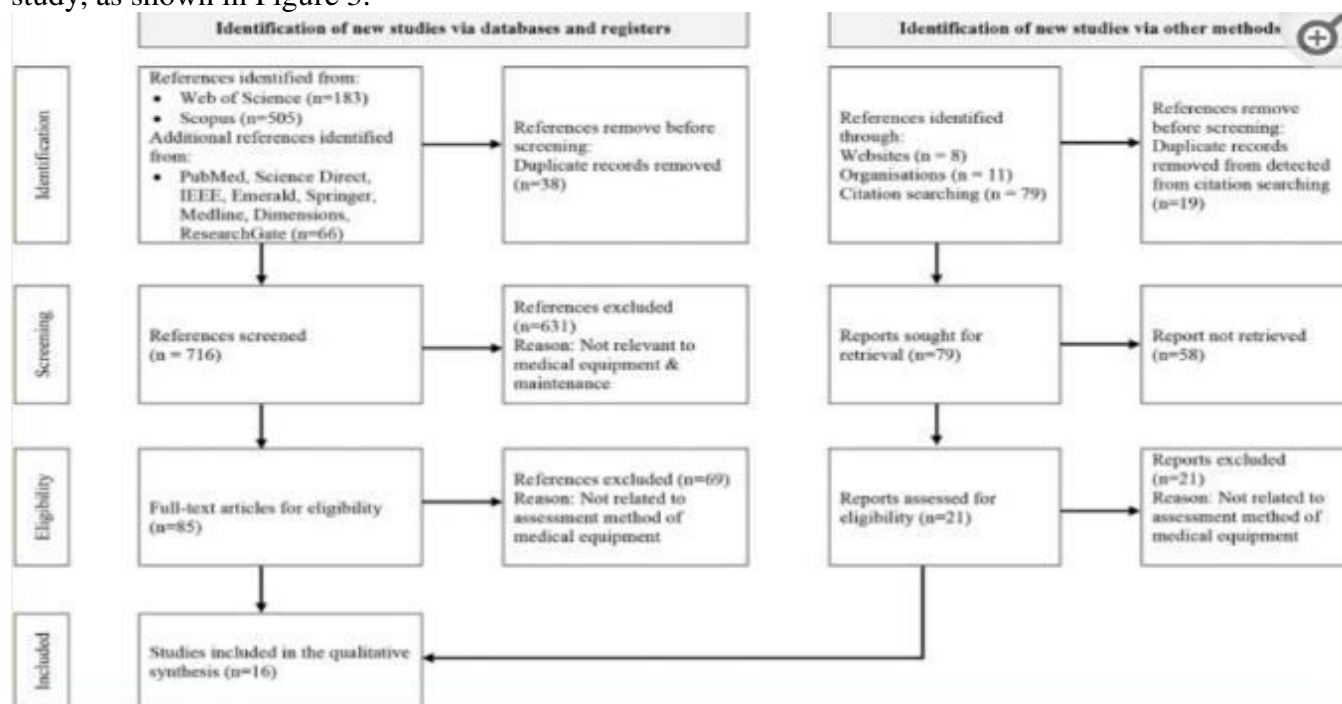 study, as shown in Figure 3.
Identification of new studies via databases and registers
Identification of new studies via other methods
Identification
References identified from:
• Web of Science (n=183)
• Scopus (n=505)
Additional references identified
from:
• PubMed, Science Direct,
IEEE, Emerald, Springer,
Medline, Dimensions,
ResearchGate (n=66)
References remove before
screening:
Duplicate records removed
(n=38)
References identified
through:
Websites (n = 8)
Organisations (n = 11)
Citation searching (n = 79)
References remove
before screening:
Duplicate records
removed from detected
from citation searching
(n=19)
Screening
References screened
(n = 716)
References excluded
(n=631)
Reason: Not relevant to
medical equipment &
maintenance
Reports sought for
retrieval (n=79)
Report not retrieved
(n=58)
Eligibility
Full-text articles for eligibility
(n=85)
References excluded (n=69)
Reason: Not related to
assessment method of
medical equipment
Reports assessed for
eligibility (n=21)
Reports excluded
(n=21)
Reason: Not related to
assessment method of
medical equipment
Included
Studies included in the qualitative
synthesis (n=16)